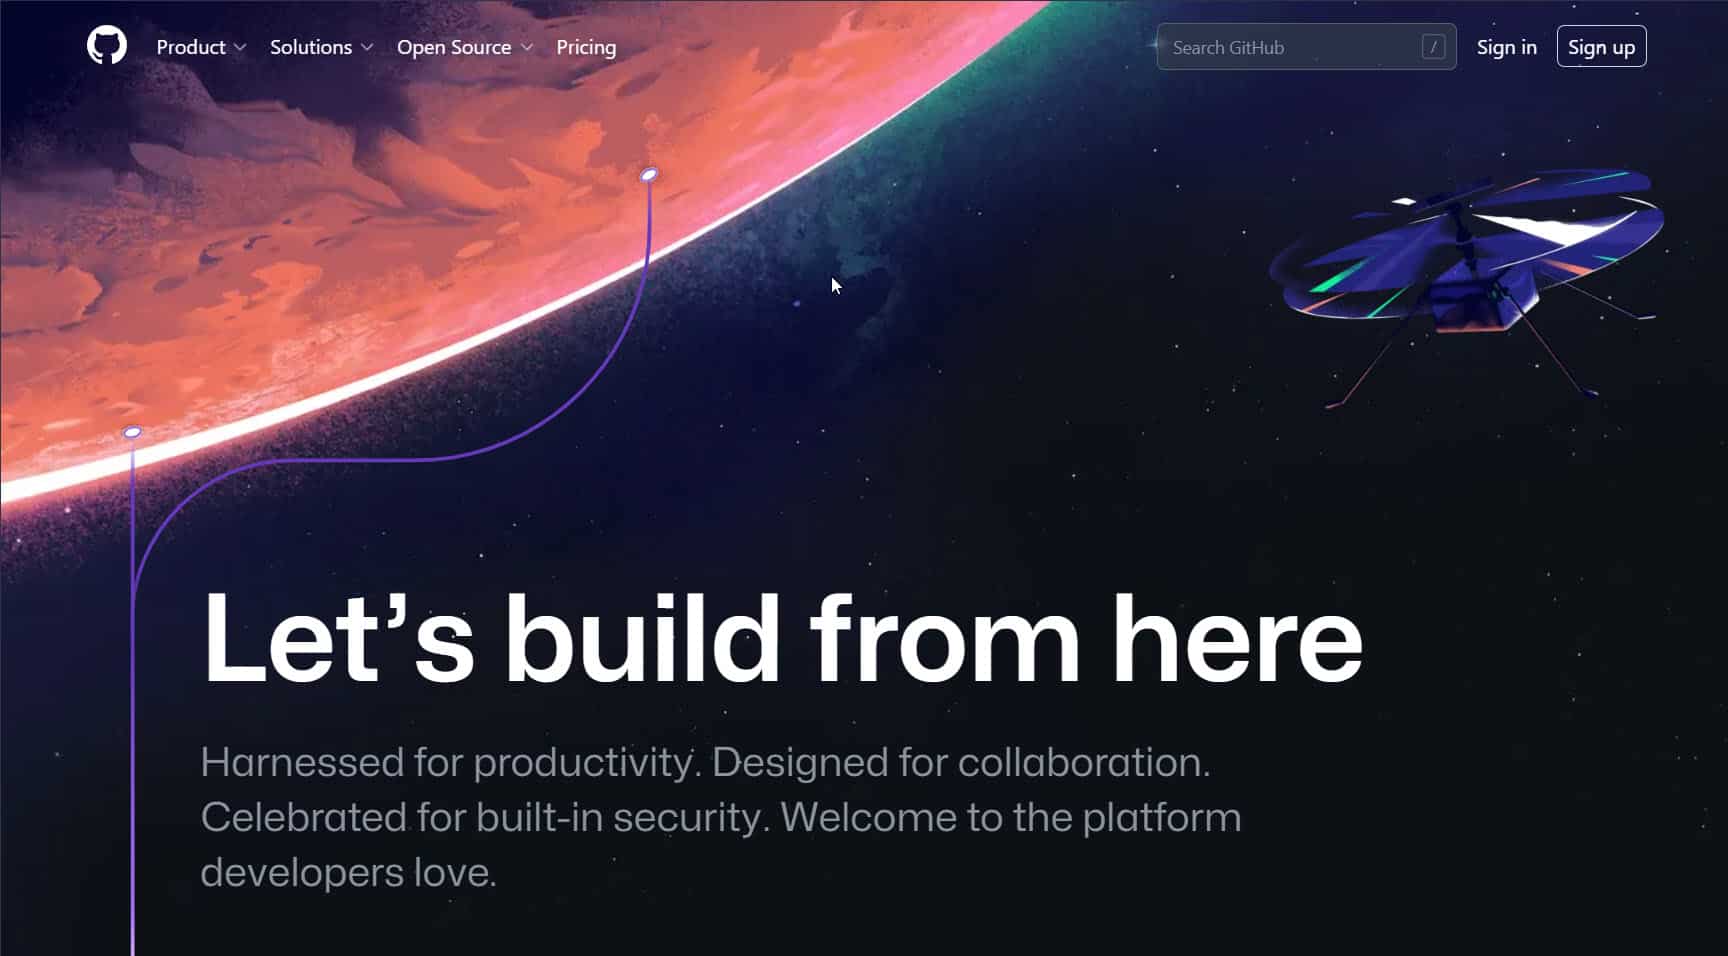 Product Solutions Open Source Pricing Search GitHub / Sign in Sign up
Let’s build from here
Harnessed for productivity. Designed for collaboration.
Celebrated for built-in security. Welcome to the platform
developers love.